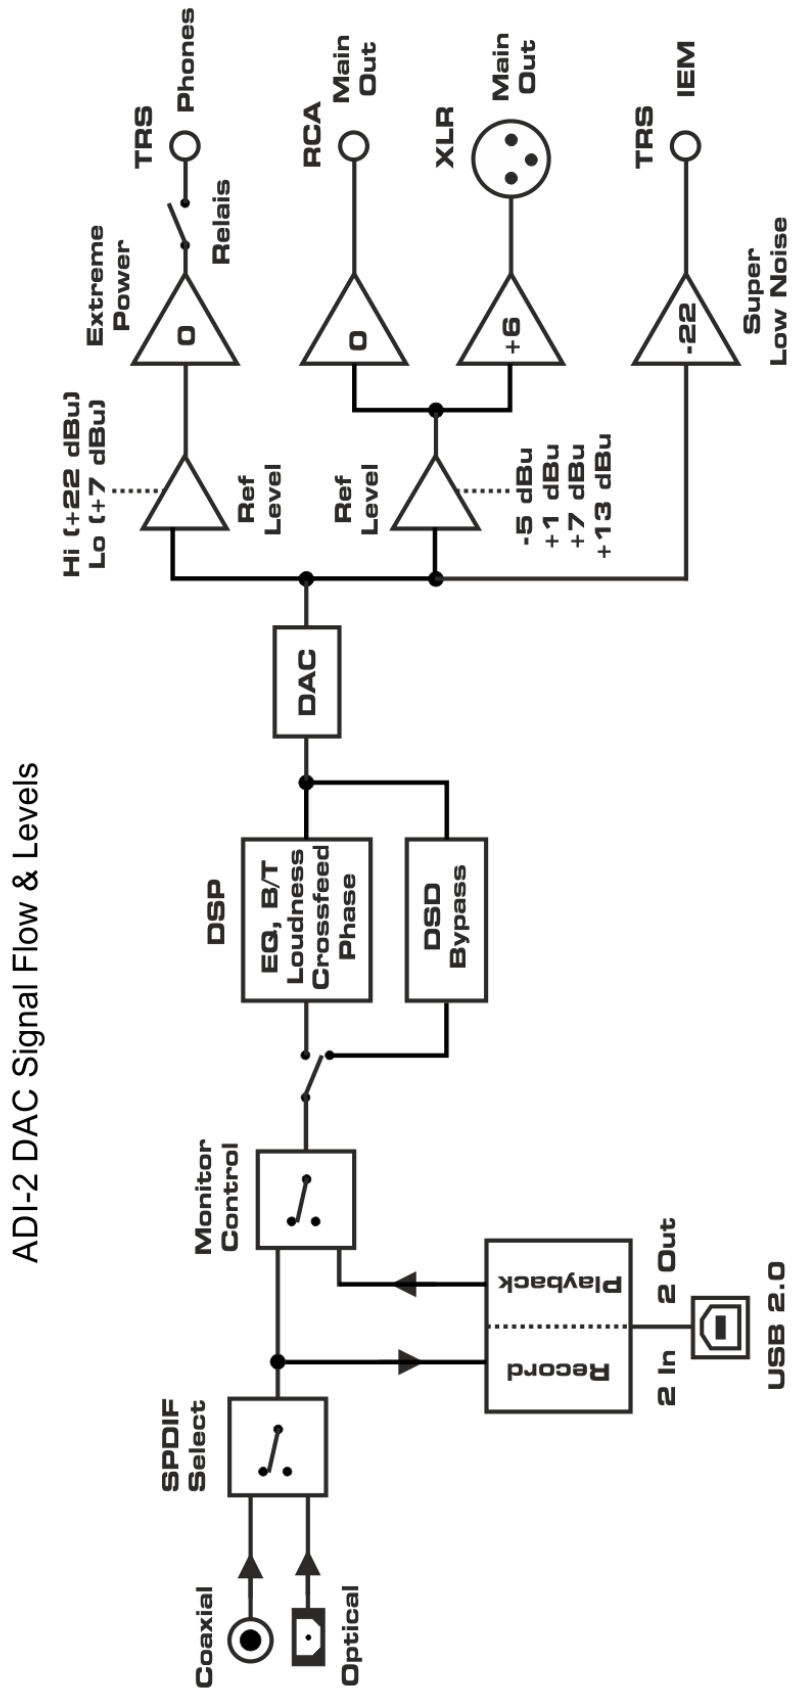 ADI-2 DAC Signal Flow & Levels
Coaxial
Optical
SPDIF
Select
Record
Playback
2 In
2 Out
USB 2.0
Monitor
Control
DSP
EQ, B/T
Loudness
Crossfeed
Phase
DSD
Bypass
DAC
Hi (+22 dBu)
Lo (+7 dBu)
Ref
Level
Extreme
Power
0
Relais
TRS
Phones
Ref
Level
-5 dBu
+1 dBu
+7 dBu
+13 dBu
0
RCA
Main
Out
+6
XLR
Main
Out
-22
Super
Low Noise
TRS
IEM